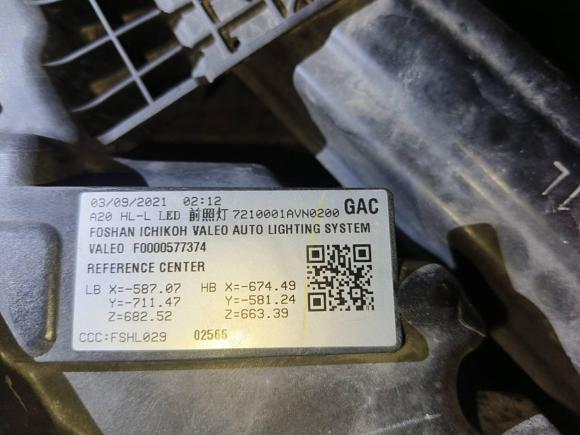 03/09/2021 02:12
A20 HL-L LED 前照灯 7210001AVN0200 GAC
FOSHAN ICHIKOH VALEO AUTO LIGHTING SYSTEM
VALEO F0000577374
REFERENCE CENTER
LB X=-587.07 HB X=-674.49
Y=-711.47 Y=-581.24
Z=682.52 Z=663.39
CCC:FSHL029 02566